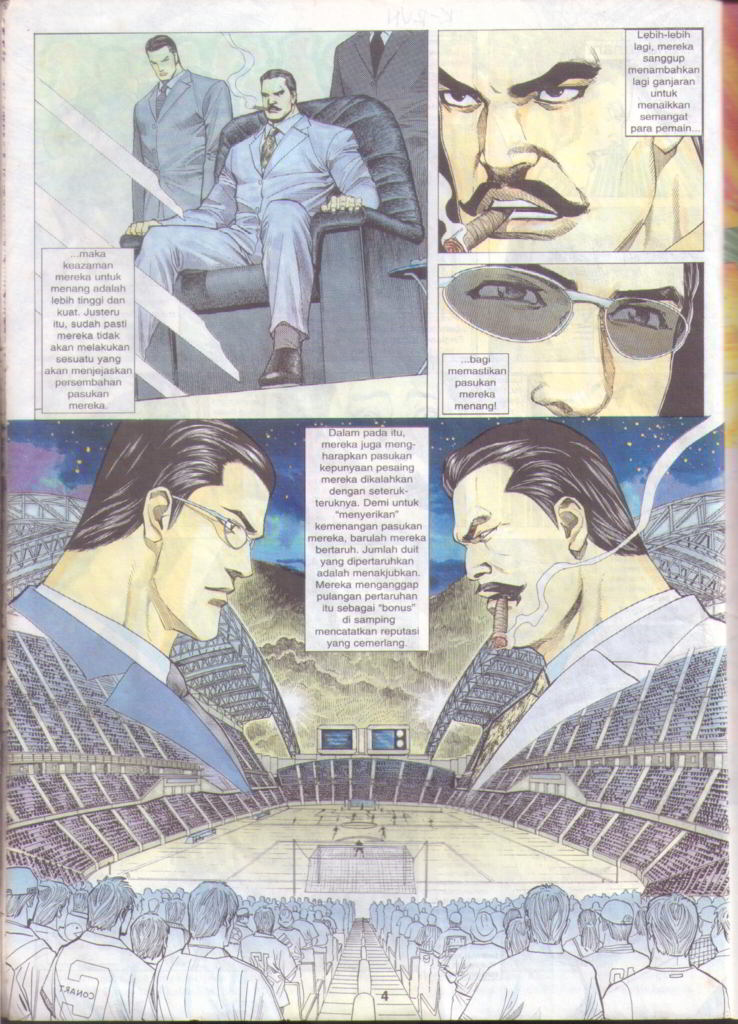 Lebih-lebih
lagi, mereka
sanggup
menambahkan
lagi ganjaran
untuk
menaikkan
semangat
para pemain...
...maka
keazaman
mereka untuk
menang adalah
lebih tinggi dan
kuat. Justeru
itu, sudah pasti
mereka tidak
akan melakukan
sesuatu yang
akan menjejaskan
persembahan
pasukan
mereka.
...bagi
memastikan
pasukan
mereka
menang!
Dalam pada itu,
mereka juga meng-
harapkan pasukan
kepunyaan pesaing
mereka dikalahkan
dengan seteruk-
teruknya. Demi untuk
"menyerikan"
kemenangan pasukan
mereka, barulah mereka
bertaruh. Jumlah duit
yang dipertaruhkan
adalah menakjubkan.
Mereka menganggap
pulangan pertaruhan
itu sebagai "bonus"
di samping
mencatatkan reputasi
yang cemerlang.
4